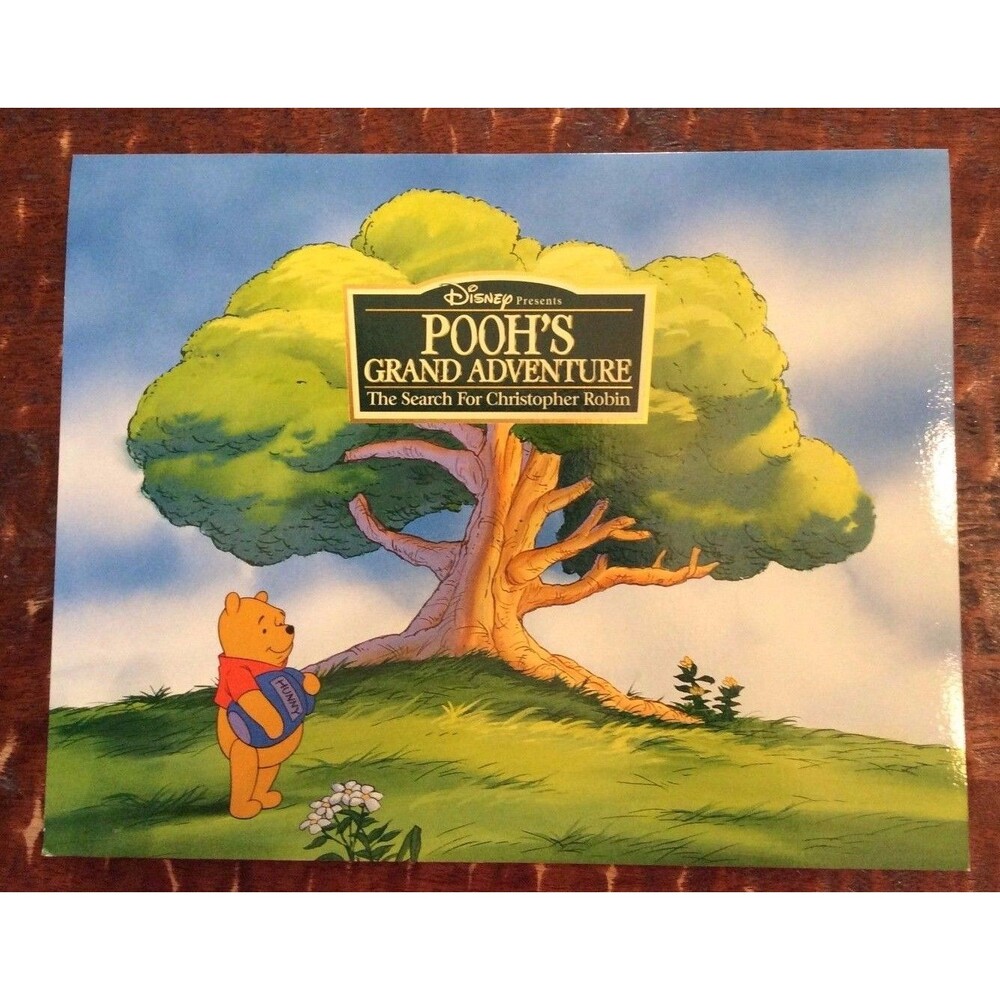 Disney Presents
POOH'S
GRAND ADVENTURE
The Search For Christopher Robin
HUNNY